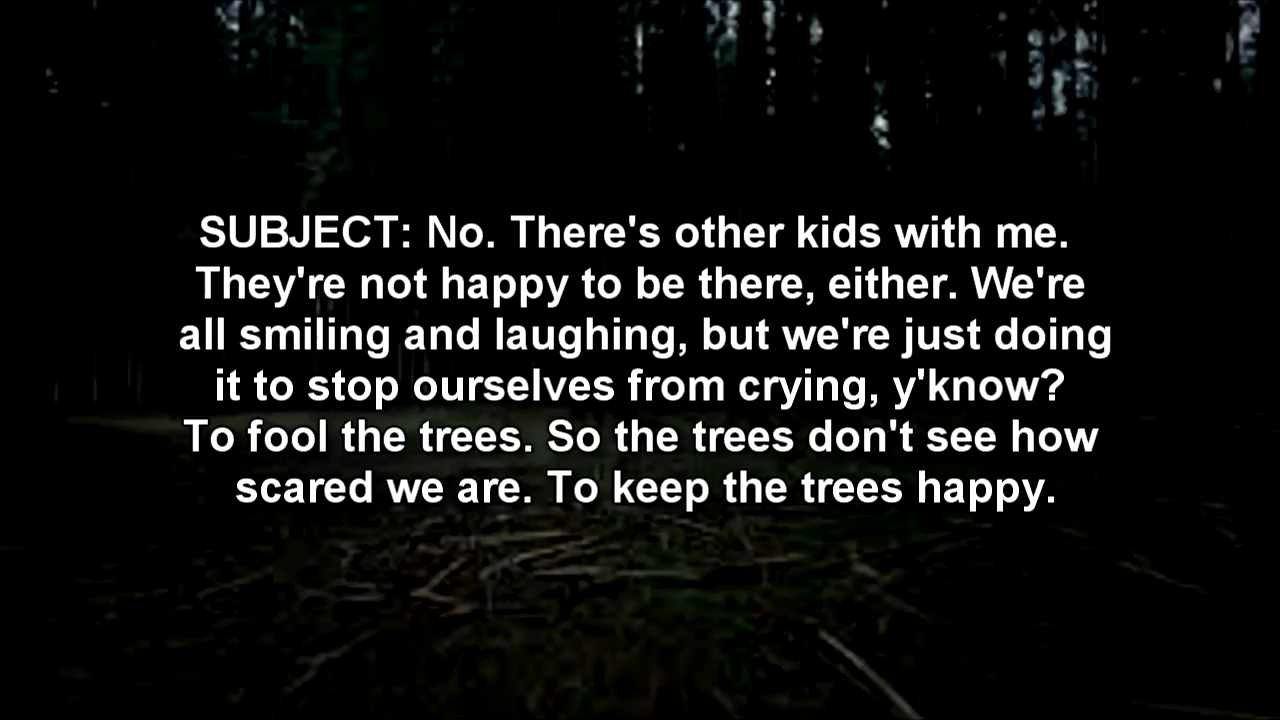 SUBJECT: No. There's other kids with me.
They're not happy to be there, either. We're
all smiling and laughing, but we're just doing
it to stop ourselves from crying, y'know?
To fool the trees. So the trees don't see how
scared we are. To keep the trees happy.